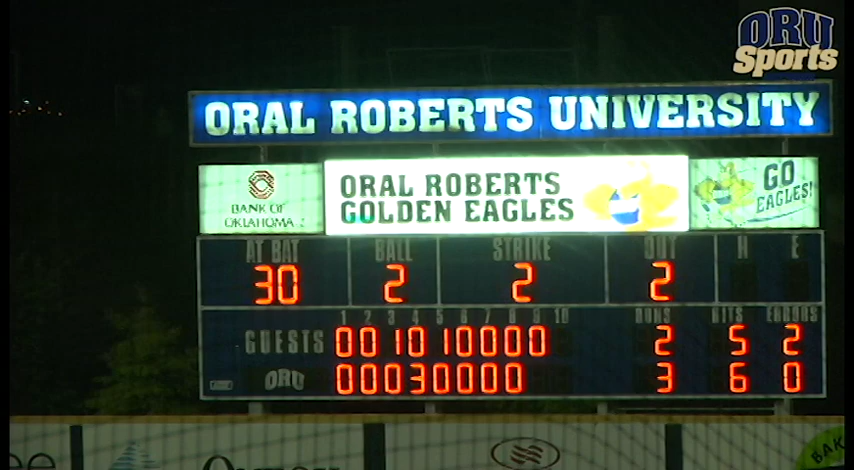 ORU
Sports
ORAL ROBERTS UNIVERSITY
BANK OF
OKLAHOMA
ORAL ROBERTS
GOLDEN EAGLES
GO
EAGLES!
AT BAT BALL STRIKE OUT H E
30 2 2 2
1 2 3 4 5 6 7 8 9 10 RUNS HITS ERRORS
GUESTS 0 0 1 0 1 0 0 0 0 2 5 2
ORU 0 0 0 3 0 0 0 0 3 6 0